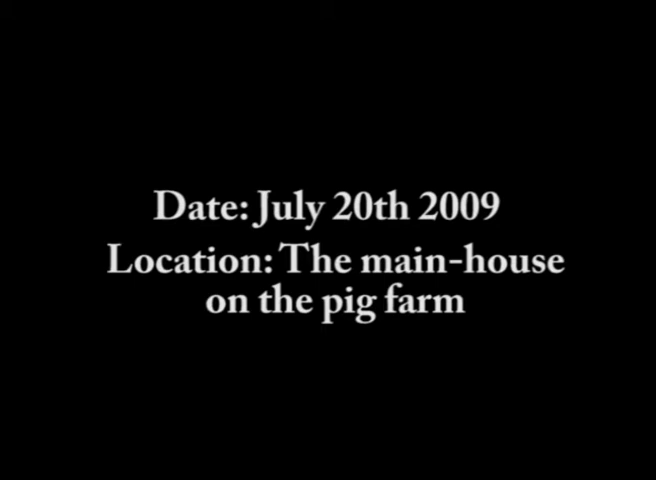 Date: July 20th 2009
Location: The main-house
on the pig farm